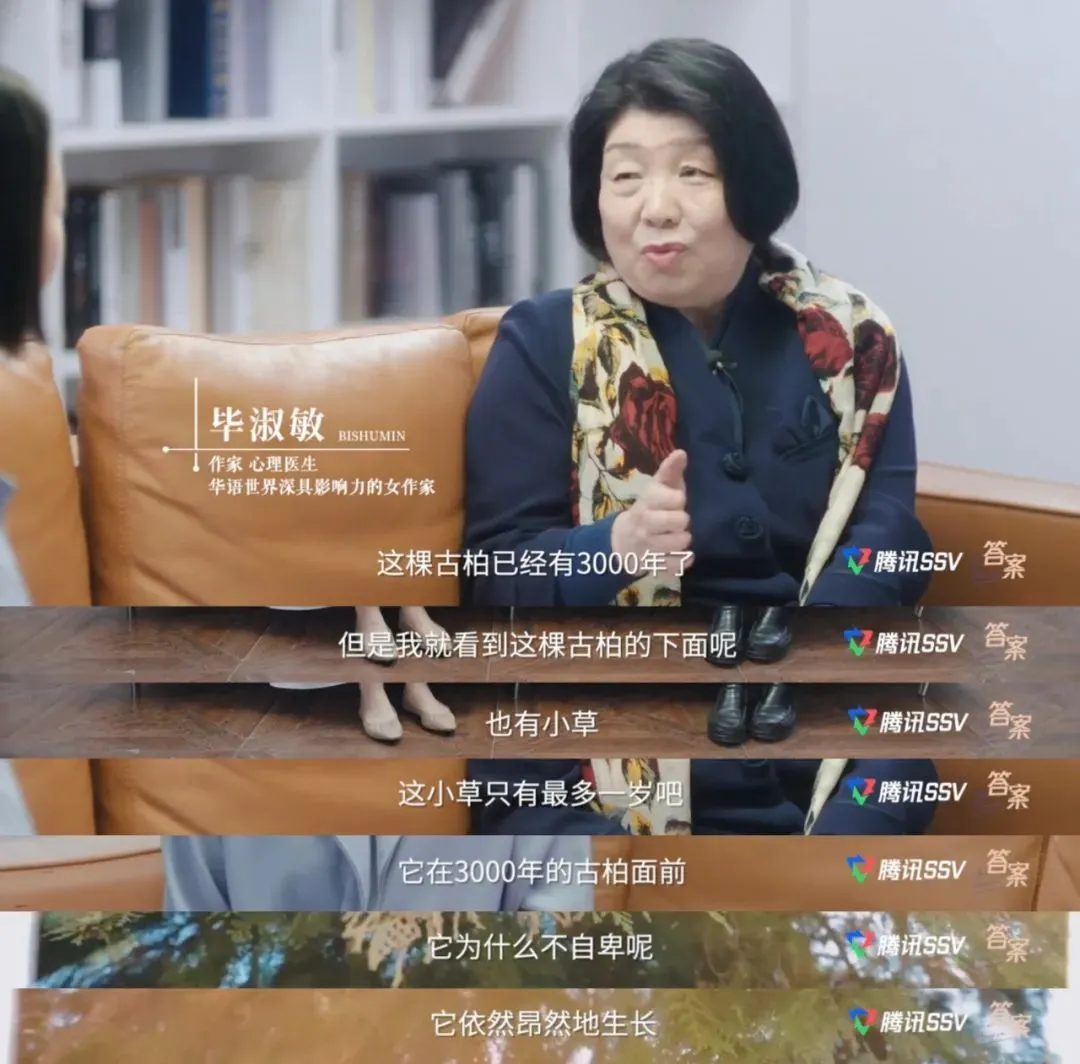 毕淑敏 BISHUMIN
作家 心理医生
华语世界深具影响力的女作家
这棵古柏已经有3000年了
腾讯SSV 答案
但是我就看到这棵古柏的下面呢
腾讯SSV 答案
也有小草
腾讯SSV 答案
这小草只有最多一岁吧
腾讯SSV 答案
它在3000年的古柏面前
腾讯SSV 答案
它为什么不自卑呢
腾讯SSV 答案
它依然昂然地生长
腾讯SSV 答案